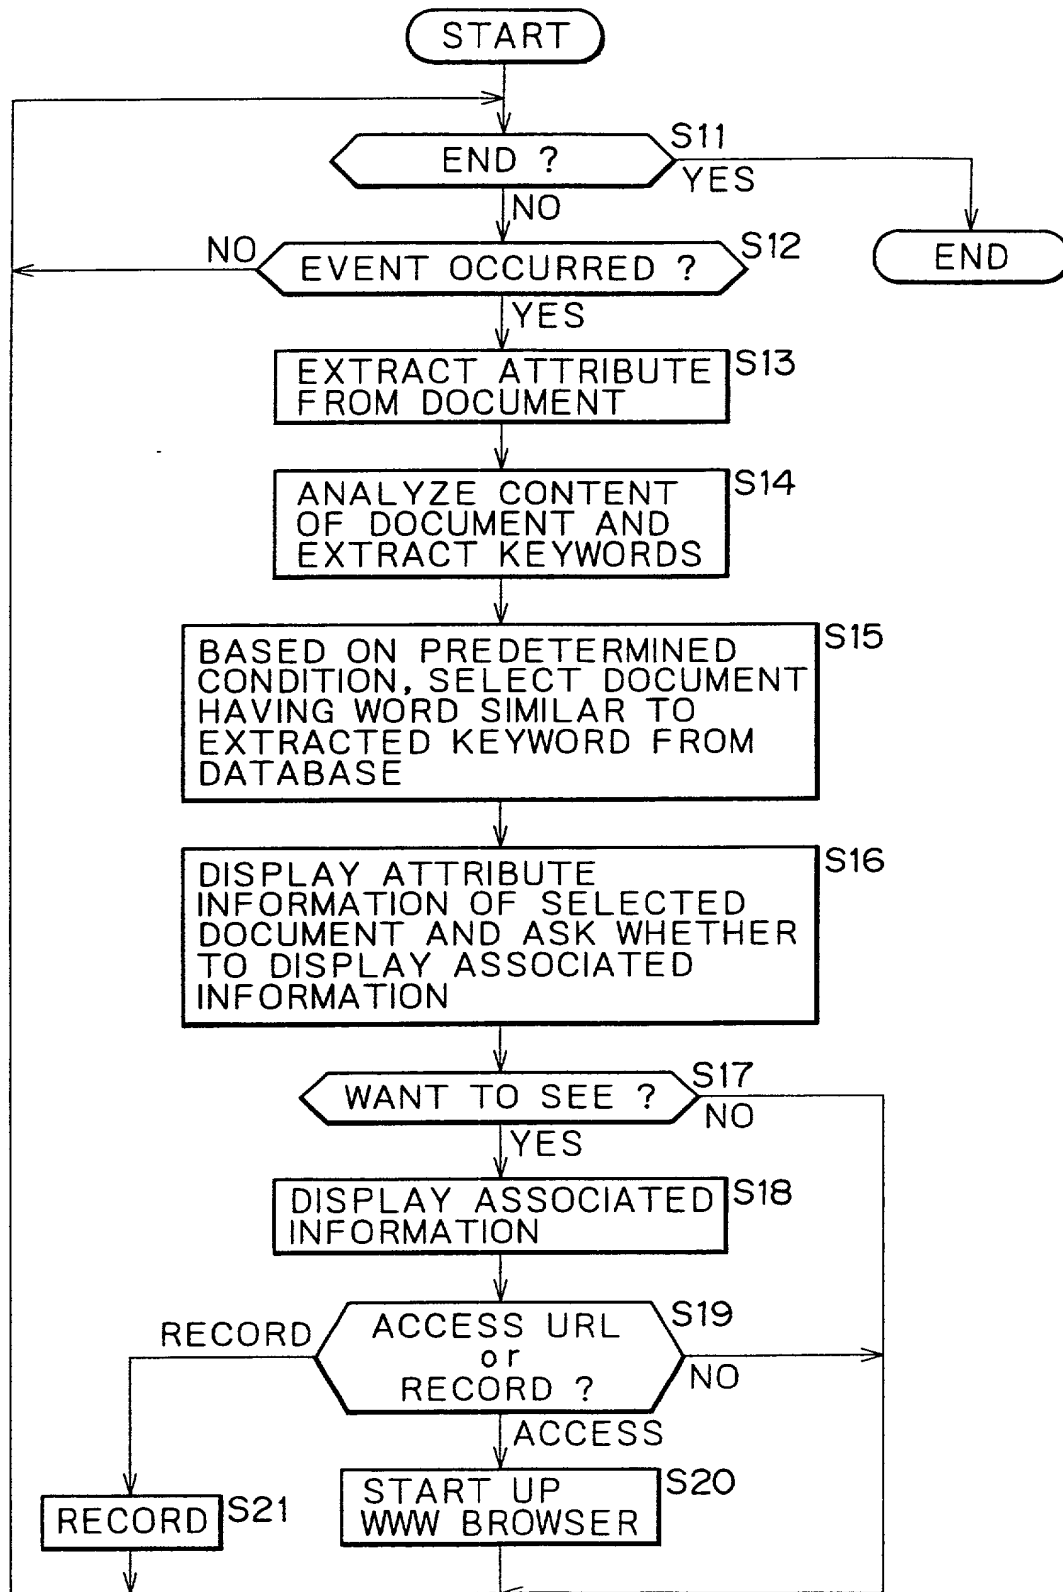 START
END ?
S11
YES
NO
END
NO
EVENT OCCURRED ?
S12
YES
EXTRACT ATTRIBUTE
FROM DOCUMENT
S13
ANALYZE CONTENT
OF DOCUMENT AND
EXTRACT KEYWORDS
S14
BASED ON PREDETERMINED
CONDITION, SELECT DOCUMENT
HAVING WORD SIMILAR TO
EXTRACTED KEYWORD FROM
DATABASE
S15
DISPLAY ATTRIBUTE
INFORMATION OF SELECTED
DOCUMENT AND ASK WHETHER
TO DISPLAY ASSOCIATED
INFORMATION
S16
WANT TO SEE ?
S17
NO
YES
DISPLAY ASSOCIATED
INFORMATION
S18
RECORD
ACCESS URL
or
RECORD ?
S19
NO
ACCESS
START UP
WWW BROWSER
S20
RECORD
S21